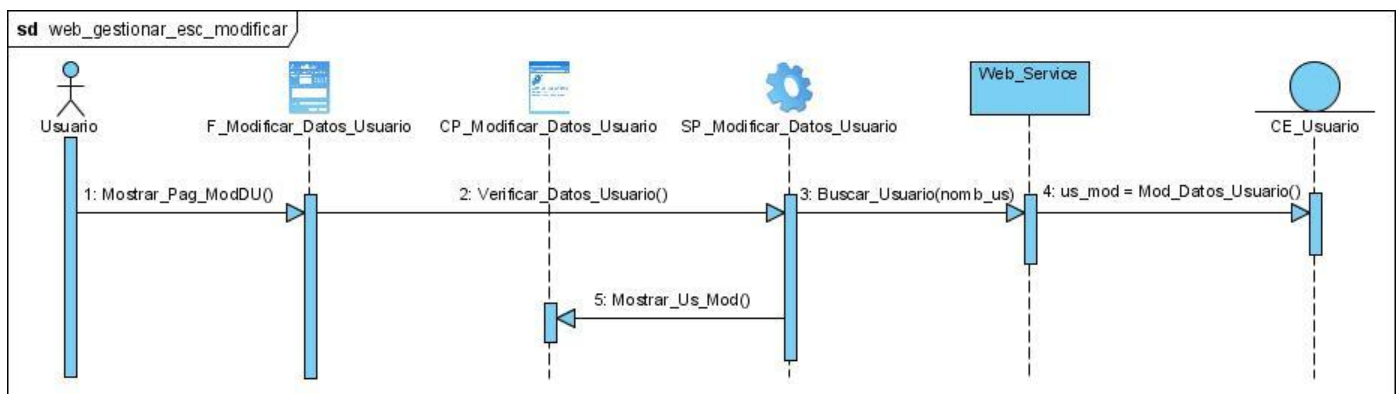 sd web_gestionar_esc_modificar
Usuario
F_Modificar_Datos_Usuario
CP_Modificar_Datos_Usuario
SP_Modificar_Datos_Usuario
Web_Service
CE_Usuario
1: Mostrar_Pag_ModDU()
2: Verificar_Datos_Usuario()
3: Buscar_Usuario(nomb_us)
4: us_mod = Mod_Datos_Usuario()
5: Mostrar_Us_Mod()